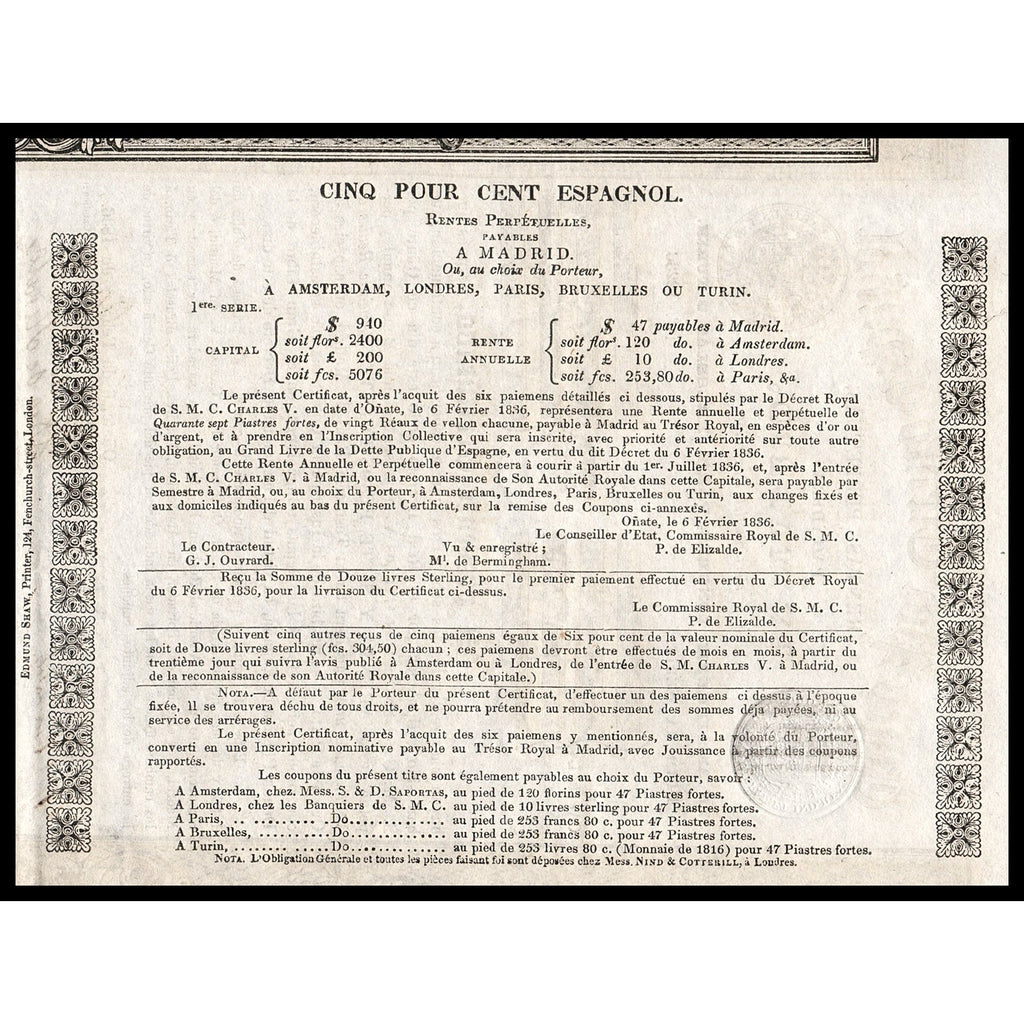 CINQ POUR CENT ESPAGNOL.
RENTES PERPÉTUELLES,
PAYABLES
A MADRID.
Ou, au choix du Porteur,
À AMSTERDAM, LONDRES, PARIS, BRUXELLES OU TURIN.
1ere. SERIE.
CAPITAL
$ 940
soit flors. 2400
soit £ 200
soit fcs. 5076
RENTE ANNUELLE
$ 47 payables à Madrid.
soit flors. 120 do. à Amsterdam.
soit £ 10 do. à Londres.
soit fcs. 253,80 do. à Paris, &a.
Le présent Certificat, après l'acquit des six paiemens détaillés ci dessous, stipulés par le Décret Royal
de S. M. C. CHARLES V. en date d'Oñate, le 6 Février 1836, représentera une Rente annuelle et perpétuelle de
Quarante sept Piastres fortes, de vingt Réaux de vellon chacune, payable à Madrid au Trésor Royal, en espèces d'or ou
d'argent, et à prendre en l'Inscription Collective qui sera inscrite, avec priorité et antériorité sur toute autre
obligation, au Grand Livre de la Dette Publique d'Espagne, en vertu du dit Décret du 6 Février 1836.
Cette Rente Annuelle et Perpétuelle commencera à courir à partir du 1er. Juillet 1836, et, après l'entrée
de S. M. C. CHARLES V. à Madrid, ou la reconnaissance de Son Autorité Royale dans cette Capitale, sera payable par
Semestre à Madrid, ou, au choix du Porteur, à Amsterdam, Londres, Paris, Bruxelles ou Turin, aux changes fixés et
aux domiciles indiqués au bas du présent Certificat, sur la remise des Coupons ci-annexès.
Oñate, le 6 Février 1836.
Le Conseiller d'Etat, Commissaire Royal de S. M. C.
Le Contracteur. Vu & enregistré ; P. de Elizalde.
G. J. Ouvrard. Ml. de Bermingham.
Reçu la Somme de Douze livres Sterling, pour le premier paiement effectué en vertu du Décret Royal
du 6 Février 1836, pour la livraison du Certificat ci-dessus.
Le Commissaire Royal de S. M. C.
P. de Elizalde.
(Suivent cinq autres reçus de cinq paiemens égaux de Six pour cent de la valeur nominale du Certificat,
soit de Douze livres sterling (fcs. 304,50) chacun ; ces paiemens devront être effectués de mois en mois, à partir du
trentième jour qui suivra l'avis publié à Amsterdam ou à Londres, de l'entrée de S. M. CHARLES V. à Madrid, ou
de la reconnaissance de son Autorité Royale dans cette Capitale.)
NOTA.—A défaut par le Porteur du présent Certificat, d'effectuer un des paiemens ci dessus à l'époque
fixée, il se trouvera déchu de tous droits, et ne pourra prétendre au remboursement des sommes déja payées, ni au
service des arrérages.
Le présent Certificat, après l'acquit des six paiemens y mentionnés, sera, à la volonté du Porteur,
converti en une Inscription nominative payable au Trésor Royal à Madrid, avec Jouissance à partir des coupons
rapportés.
Les coupons du présent titre sont également payables au choix du Porteur, savoir :
A Amsterdam, chez. Mess. S. & D. SAPORTAS, au pied de 120 florins pour 47 Piastres fortes.
A Londres, chez les Banquiers de S. M. C. au pied de 10 livres sterling pour 47 Piastres fortes.
A Paris, .. .......... Do............... au pied de 253 francs 80 c. pour 47 Piastres fortes.
A Bruxelles, .......... Do............... au pied de 253 francs 80 c. pour 47 Piastres fortes.
A Turin, .......... ..... Do............... au pied de 253 livres 80 c. (Monnaie de 1816) pour 47 Piastres fortes.
NOTA. L'Obligation Générale et toutes les pièces faisant foi sont déposées chez Mess. NIND & COTTERILL, à Londres.
EDMUND SHAW, Printer, 124, Fenchurch-street, London.